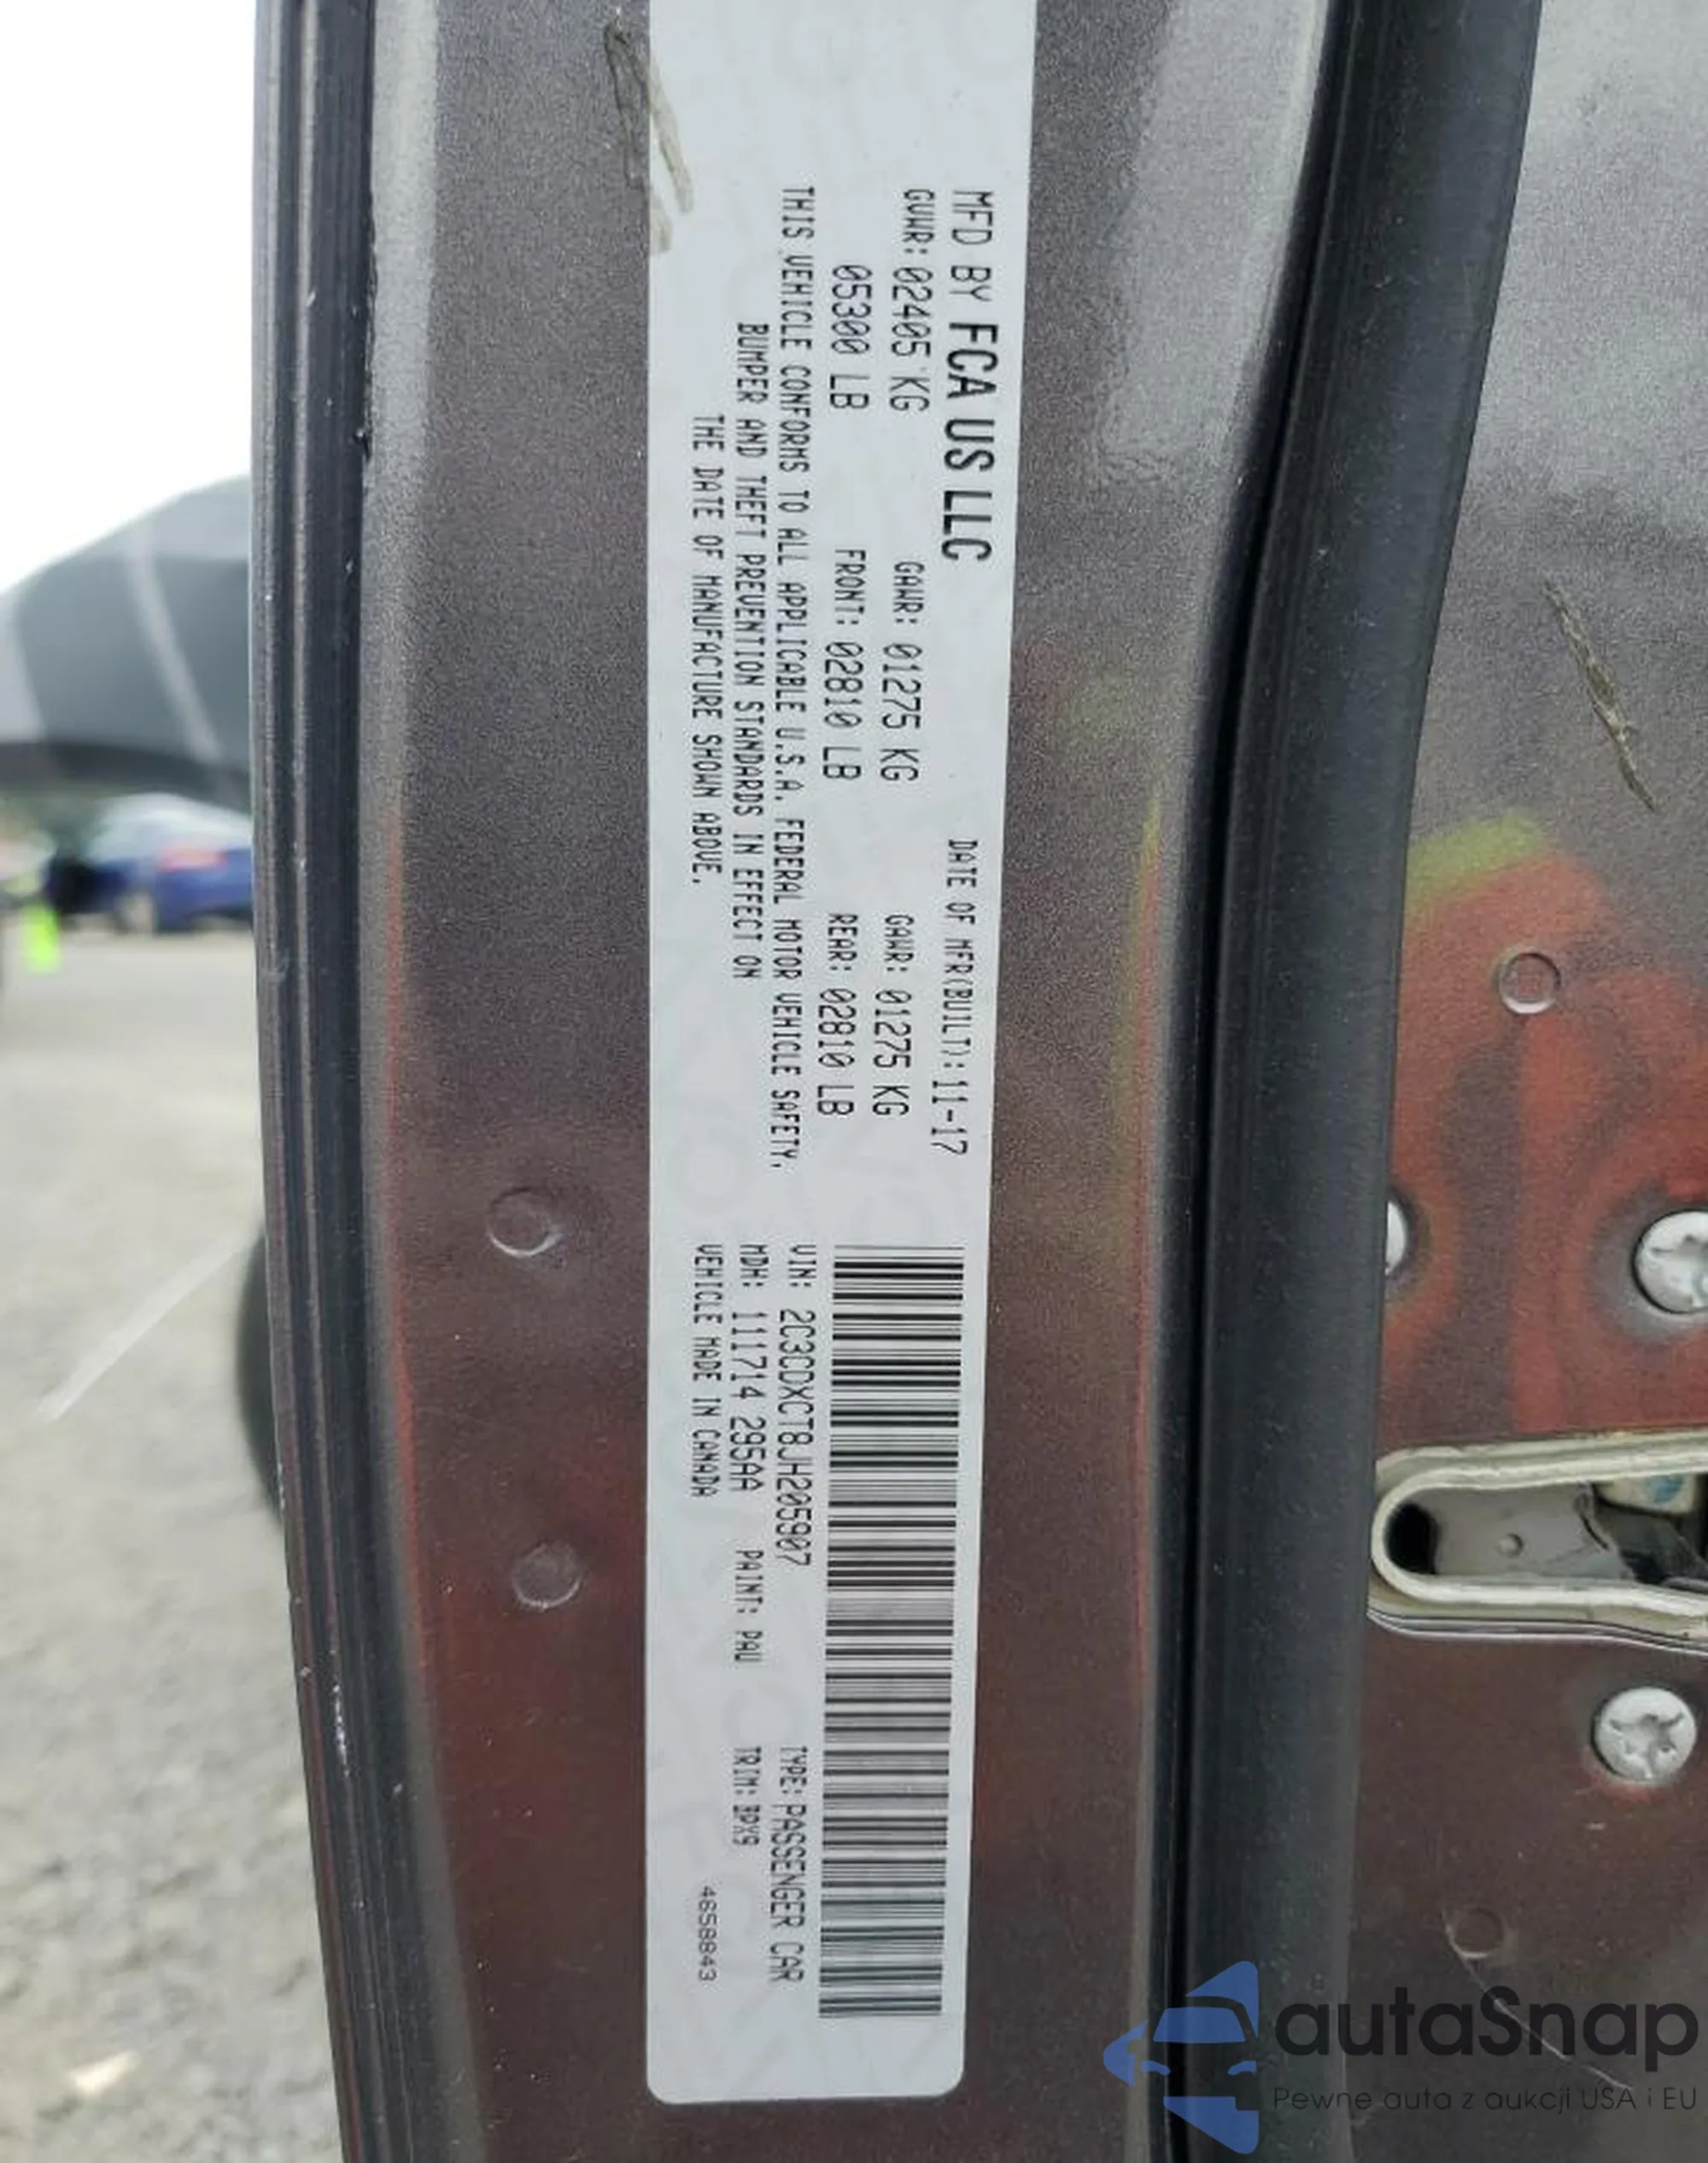 MFD BY FCA US LLC
DATE OF MFR(BUILT):11-17
GVWR: 02405 KG
GAWR: 01275 KG
GAWR: 01275 KG
05300 LB
FRONT: 02810 LB
REAR: 02810 LB
THIS VEHICLE CONFORMS TO ALL APPLICABLE U.S.A. FEDERAL MOTOR VEHICLE SAFETY,
BUMPER AND THEFT PREVENTION STANDARDS IN EFFECT ON
THE DATE OF MANUFACTURE SHOWN ABOVE.
VIN: 2C3CDXCT8JH205907
TYPE: PASSENGER CAR
MDH: 111714 295AA
PAINT: PAU
TRIM:
VEHICLE MADE IN CANADA
4658843
autaSnap
Pewne auta z aukcji USA i EU